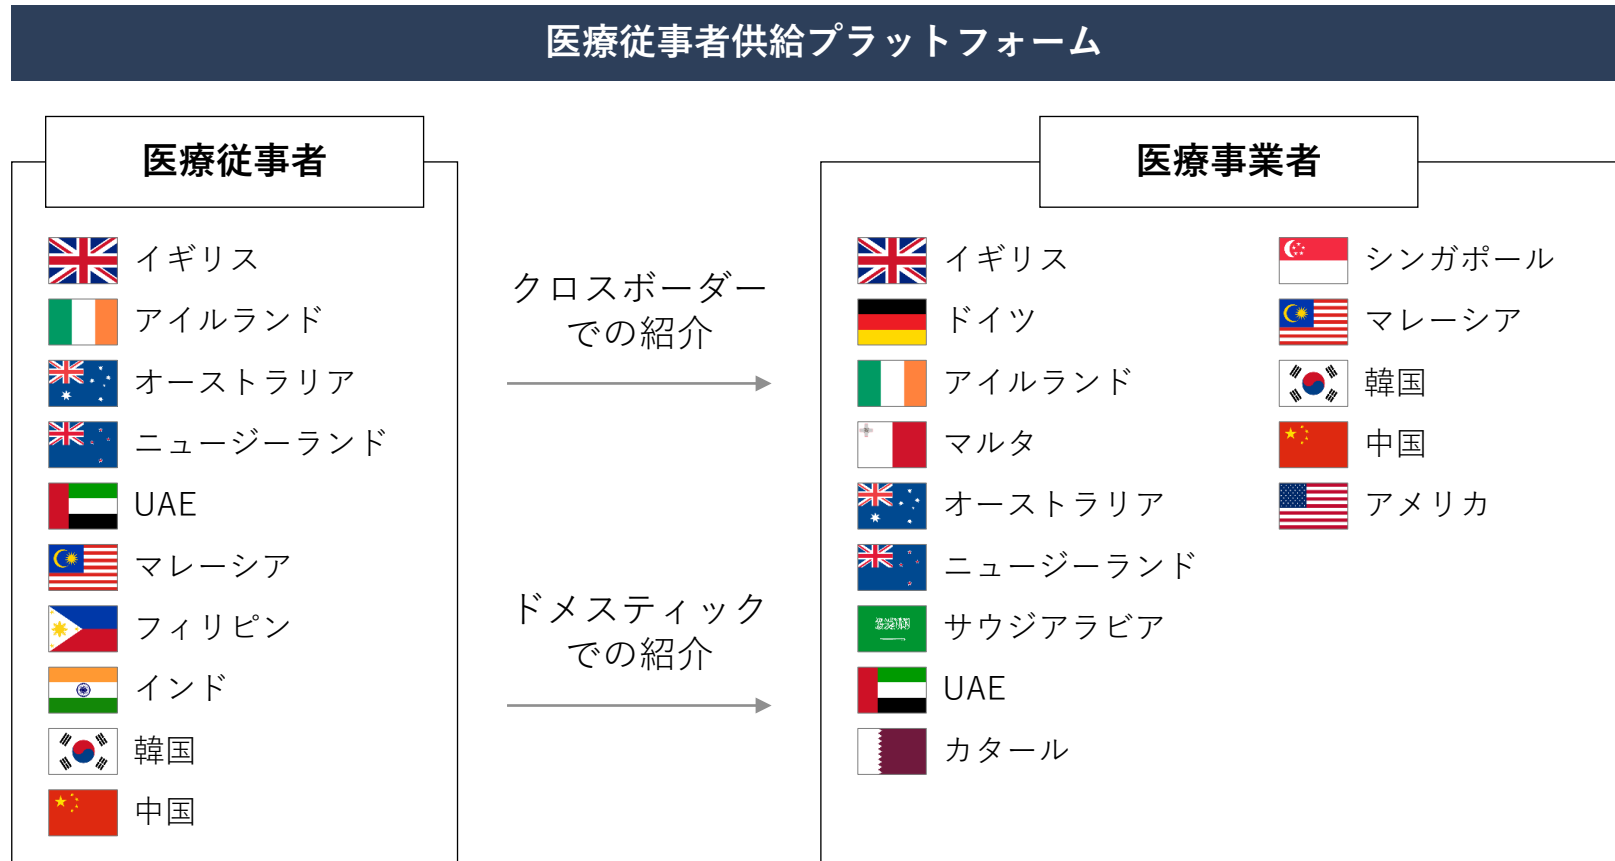 医療従事者供給プラットフォーム
医療従事者
イギリス
アイルランド
オーストラリア
ニュージーランド
UAE
マレーシア
フィリピン
インド
韓国
中国
クロスボーダー
での紹介
ドメスティック
での紹介
医療事業者
イギリス
ドイツ
アイルランド
マルタ
オーストラリア
ニュージーランド
サウジアラビア
UAE
カタール
シンガポール
マレーシア
韓国
中国
アメリカ